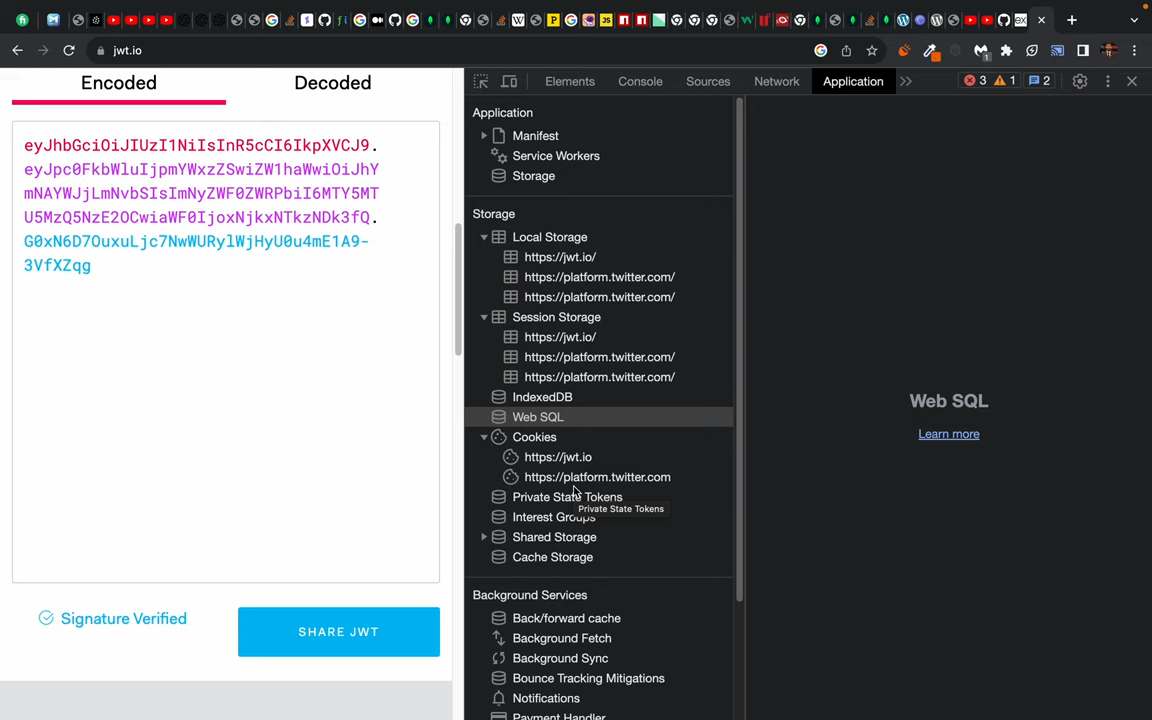 jwt.io
Encoded
Decoded
eyJhbGciOiJIUzI1NiIsInR5cCI6IkpXVCJ9.
eyJpc0FkbWluIjpmYWxzZSwiZW1haWwiOiJhY
mNAYWJjLmNvbSIsImNyZWF0ZWRPbiI6MTY5MT
U5MzQ5NzE2OCwiaWF0IjoxNjkxNTkzNDk3fQ.
G0xN6D7OuxuLjc7NwWURylWjHyU0u4mE1A9-
3VfXZqg
Signature Verified
SHARE JWT
Elements
Console
Sources
Network
Application
3
1
2
Application
Manifest
Service Workers
Storage
Storage
Local Storage
https://jwt.io/
https://platform.twitter.com/
https://platform.twitter.com/
Session Storage
https://jwt.io/
https://platform.twitter.com/
https://platform.twitter.com/
IndexedDB
Web SQL
Cookies
https://jwt.io
https://platform.twitter.com
Private State Tokens
Private State Tokens
Interest Groups
Shared Storage
Cache Storage
Background Services
Back/forward cache
Background Fetch
Background Sync
Bounce Tracking Mitigations
Notifications
Payment Handler
Web SQL
Learn more